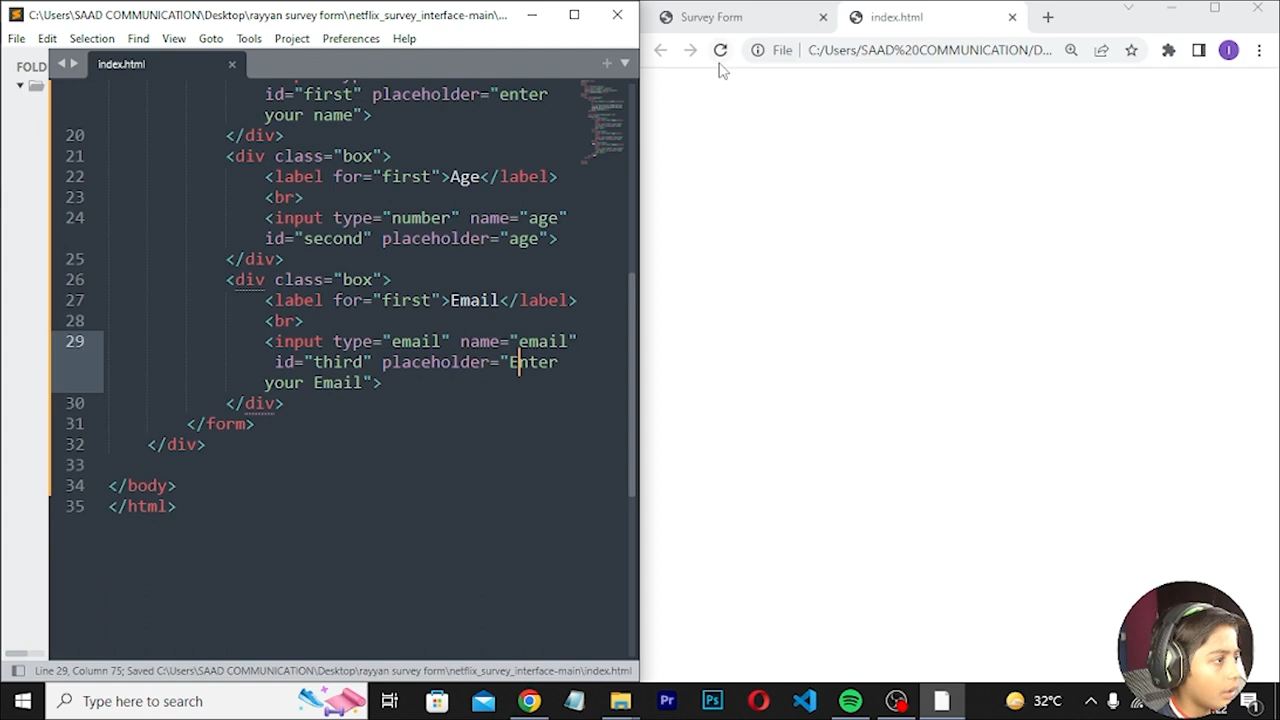 C:\Users\SAAD COMMUNICATION\Desktop\rayyan survey form\netflix_survey_interface-main\...
Survey Form
index.html
File Edit Selection Find View Goto Tools Project Preferences Help
File C:/Users/SAAD%20COMMUNICATION/D...
I
FOLD
index.html
id="first" placeholder="enter
your name">
20 </div>
21 <div class="box">
22 <label for="first">Age</label>
23 <br>
24 <input type="number" name="age"
id="second" placeholder="age">
25 </div>
26 <div class="box">
27 <label for="first">Email</label>
28 <br>
29 <input type="email" name="email"
id="third" placeholder="Enter
your Email">
30 </div>
31 </form>
32 </div>
33
34 </body>
35 </html>
Line 29, Column 75; Saved C:\Users\SAAD COMMUNICATION\Desktop\rayyan survey form\netflix_survey_interface-main\index.html
Type here to search
Pr
Ps
32°C